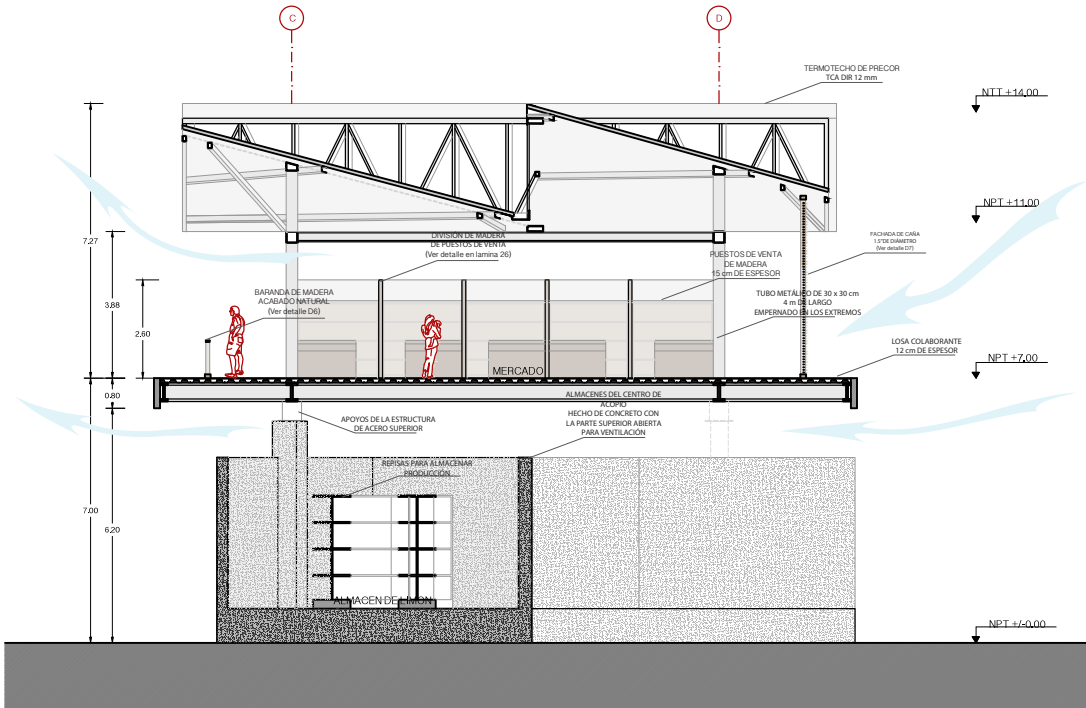 C
D
TERMOTECHO DE PRECOR
TCA DIR 12 mm
NTT +14.00
NPT +11.00
7.27
DIVISIÓN DE MADERA
DE PUESTOS DE VENTA
(Ver detalle en lamina 26)
FACHADA DE CAÑA
1.5"DE DIÁMETRO
(Ver detalle D7)
PUESTOS DE VENTA
DE MADERA
15 cm DE ESPESOR
BARANDA DE MADERA
ACABADO NATURAL
(Ver detalle D6)
TUBO METÁLICO DE 30 x 30 cm
4 m DE LARGO
EMPERNADO EN LOS EXTREMOS
3.88
2.60
LOSA COLABORANTE
12 cm DE ESPESOR
NPT +7.00
MERCADO
0.80
ALMACENES DEL CENTRO DE
ACOPIO
HECHO DE CONCRETO CON
LA PARTE SUPERIOR ABIERTA
PARA VENTILACIÓN
APOYOS DE LA ESTRUCTURA
DE ACERO SUPERIOR
REPISAS PARA ALMACENAR
PRODUCCIÓN
7.00
6.20
ALMACEN DE LIMON
NPT +/-0.00